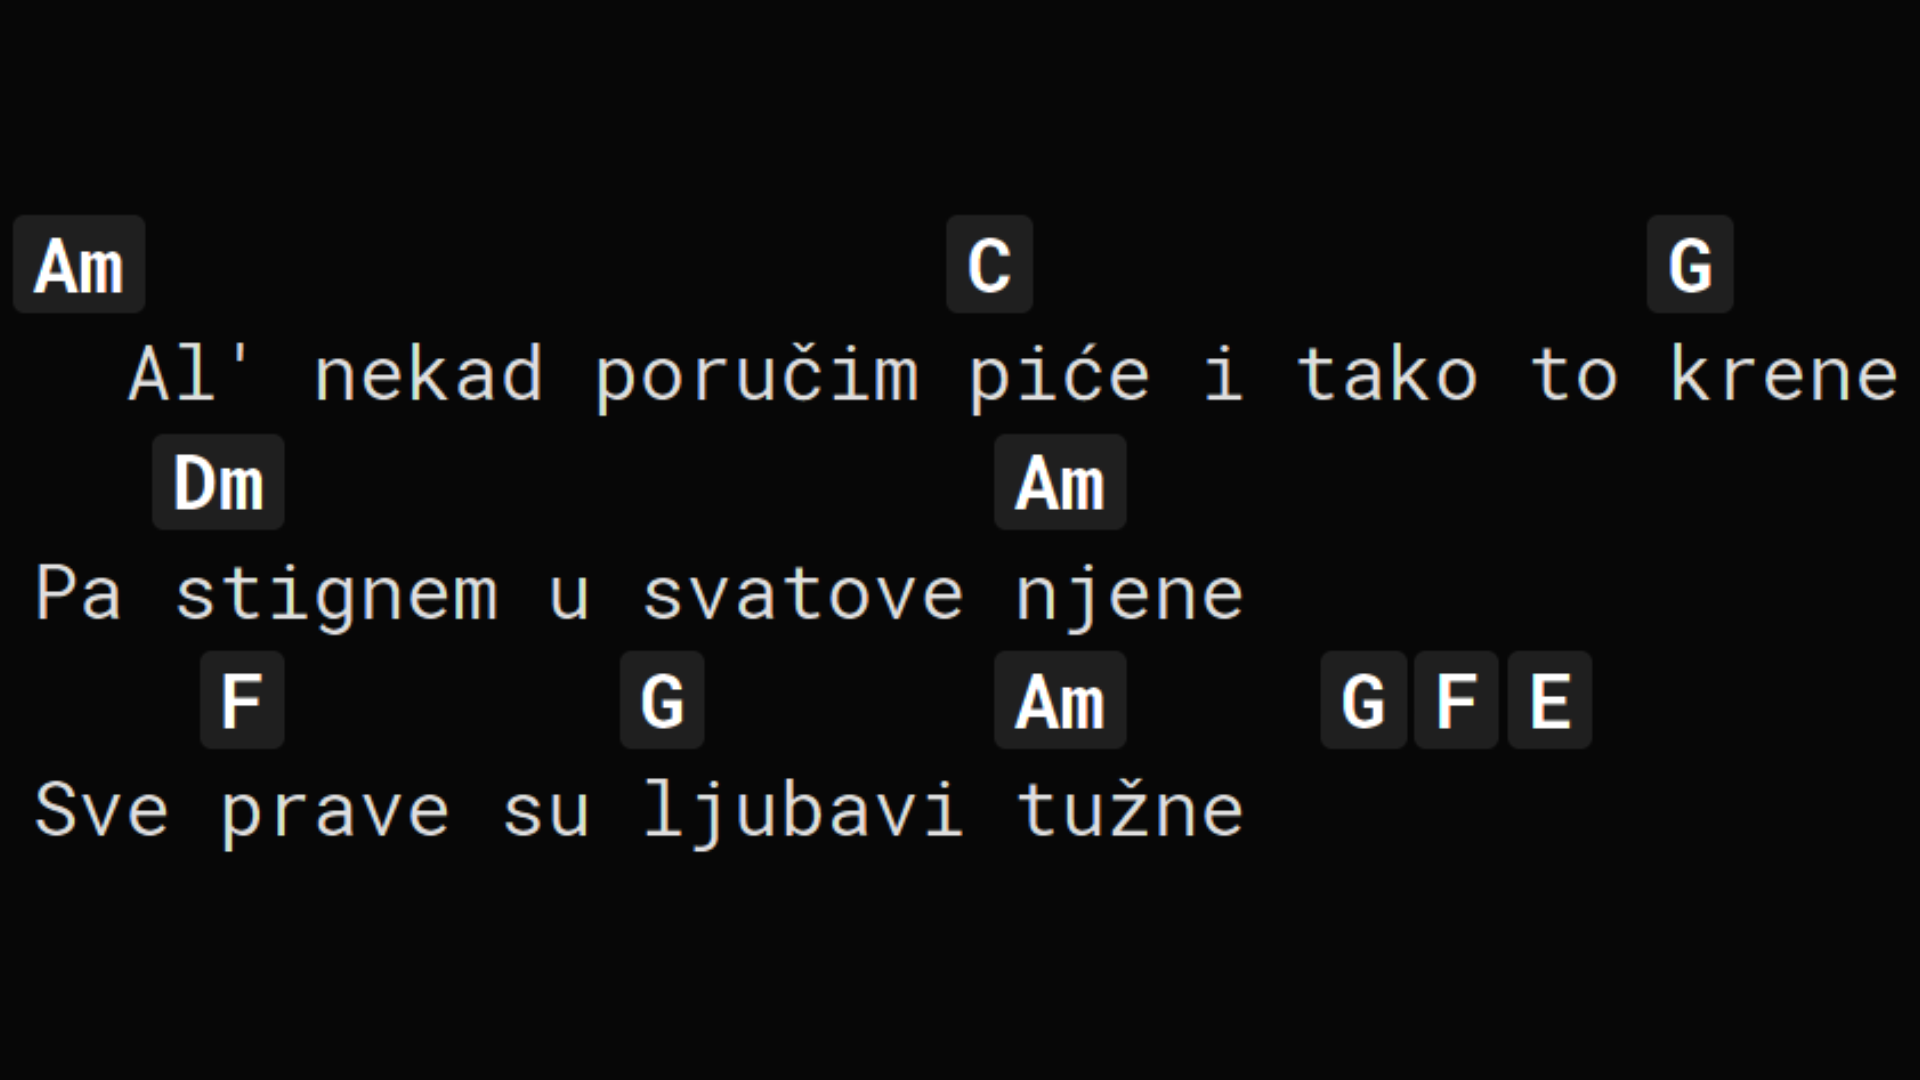 Am C G
Al' nekad poručim piće i tako to krene
Dm Am
Pa stignem u svatove njene
F G Am G F E
Sve prave su ljubavi tužne